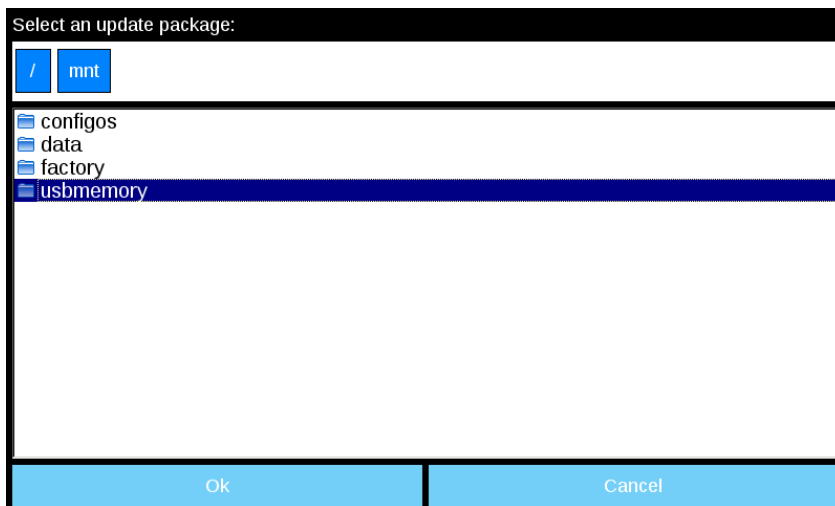 Select an update package:
/ mnt
configos
data
factory
usbmemory
Ok Cancel